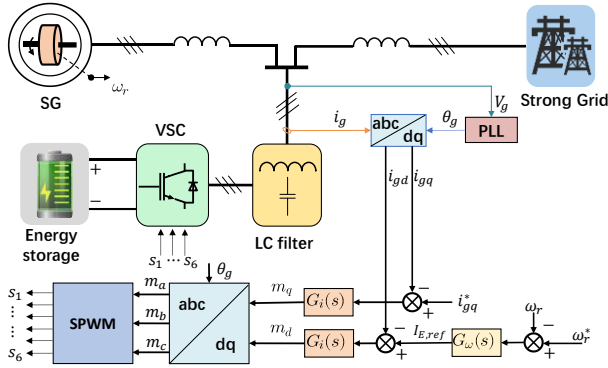 SG
ω_r
Strong Grid
V_g
i_g
abc
dq
θ_g
PLL
VSC
i_gd
i_gq
+
−
Energy
storage
LC filter
s_1 ⋯ s_6
θ_g
s_1
⋮
s_6
SPWM
m_a
m_b
m_c
abc
dq
m_q
G_i(s)
−
+
i*_gq
m_d
G_i(s)
−
+
I_E,ref
G_ω(s)
ω_r
−
+
ω*_r